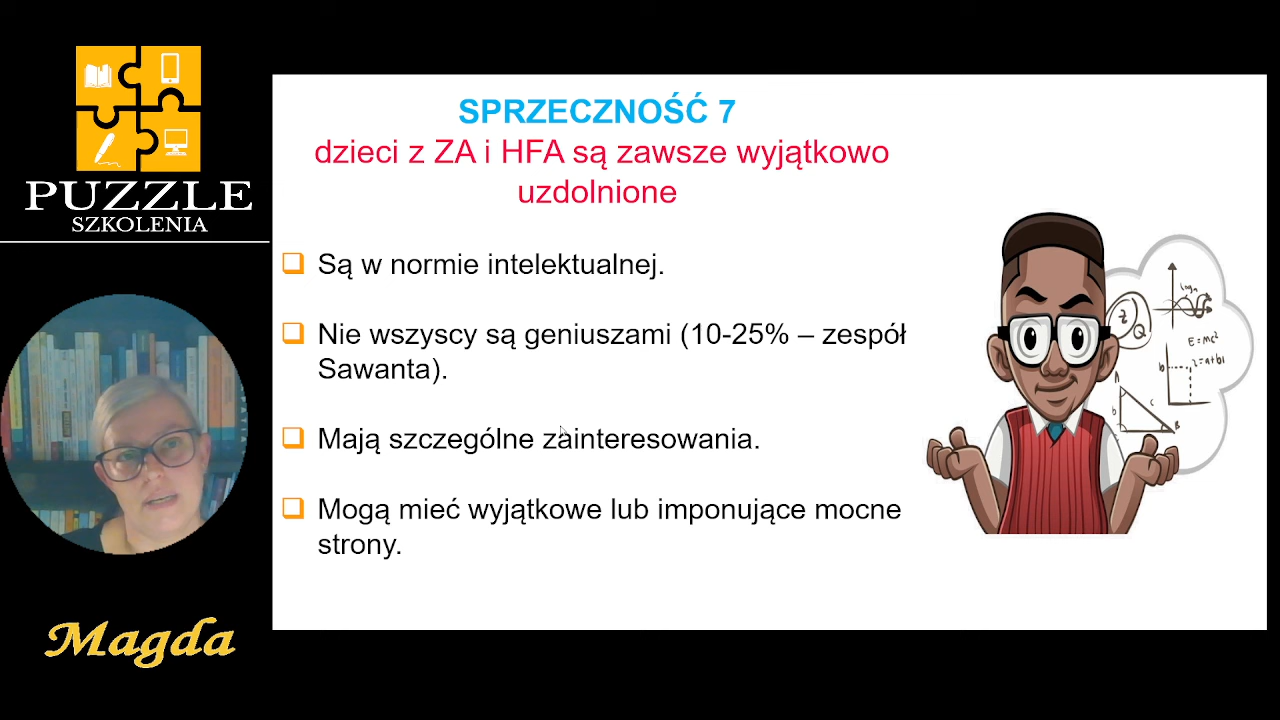 PUZZLE
SZKOLENIA
Magda
SPRZECZNOŚĆ 7
dzieci z ZA i HFA są zawsze wyjątkowo
uzdolnione
Są w normie intelektualnej.
Nie wszyscy są geniuszami (10-25% – zespół
Sawanta).
Mają szczególne zainteresowania.
Mogą mieć wyjątkowe lub imponujące mocne
strony.
E=mc²